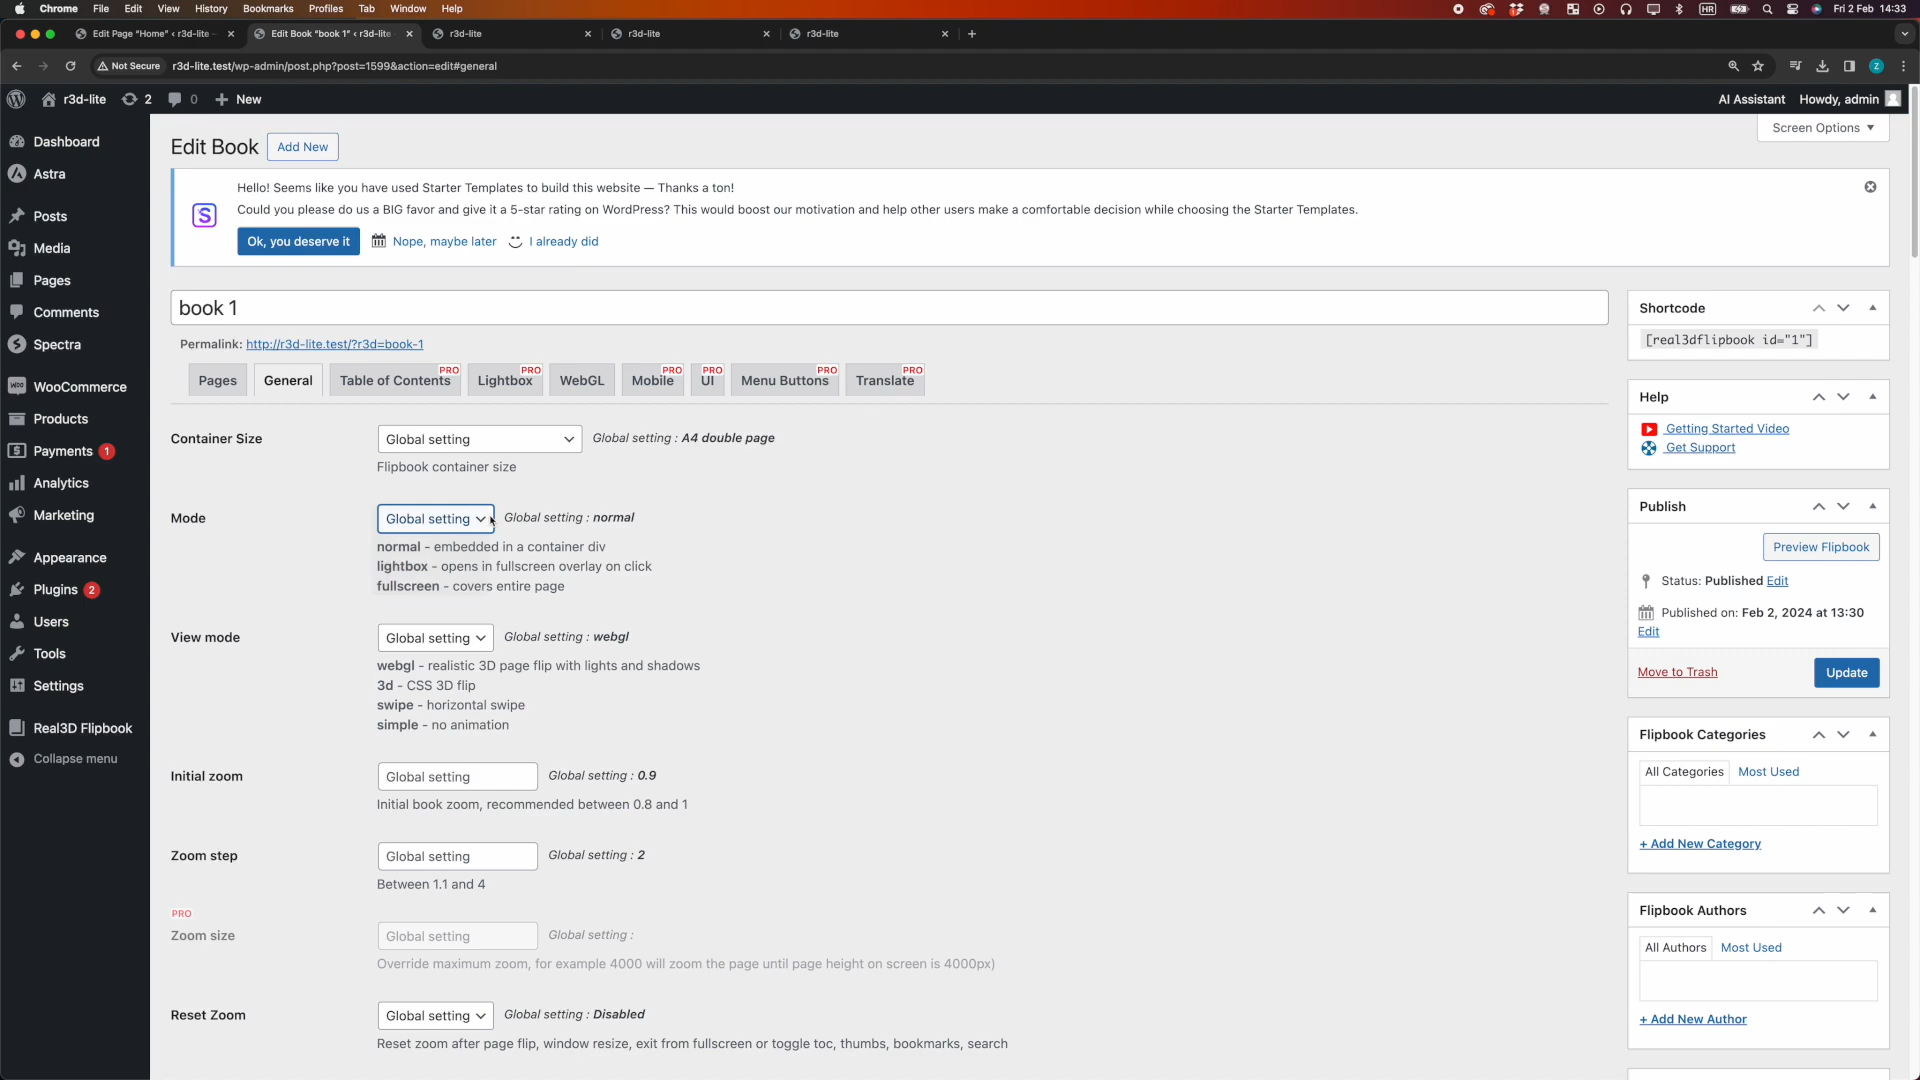 Chrome File Edit View History Bookmarks Profiles Tab Window Help HR Fri 2 Feb 14:33
Edit Page "Home" < r3d-lite - Edit Book "book 1" < r3d-lite r3d-lite r3d-lite r3d-lite
Not Secure r3d-lite.test/wp-admin/post.php?post=1599&action=edit#general Z
r3d-lite 2 0 New AI Assistant Howdy, admin
Screen Options
Dashboard
Astra
Posts
Media
Pages
Comments
Spectra
WooCommerce
Products
Payments 1
Analytics
Marketing
Appearance
Plugins 2
Users
Tools
Settings
Real3D Flipbook
Collapse menu
Edit Book Add New
Hello! Seems like you have used Starter Templates to build this website — Thanks a ton!
Could you please do us a BIG favor and give it a 5-star rating on WordPress? This would boost our motivation and help other users make a comfortable decision while choosing the Starter Templates.
Ok, you deserve it Nope, maybe later I already did
book 1
Permalink: http://r3d-lite.test/?r3d=book-1
Pages General Table of Contents PRO Lightbox PRO WebGL Mobile PRO UI PRO Menu Buttons PRO Translate PRO
Container Size Global setting Global setting : A4 double page
Flipbook container size
Mode Global setting Global setting : normal
normal - embedded in a container div
lightbox - opens in fullscreen overlay on click
fullscreen - covers entire page
View mode Global setting Global setting : webgl
webgl - realistic 3D page flip with lights and shadows
3d - CSS 3D flip
swipe - horizontal swipe
simple - no animation
Initial zoom Global setting Global setting : 0.9
Initial book zoom, recommended between 0.8 and 1
Zoom step Global setting Global setting : 2
Between 1.1 and 4
PRO
Zoom size Global setting Global setting :
Override maximum zoom, for example 4000 will zoom the page until page height on screen is 4000px)
Reset Zoom Global setting Global setting : Disabled
Reset zoom after page flip, window resize, exit from fullscreen or toggle toc, thumbs, bookmarks, search
Shortcode
[real3dflipbook id="1"]
Help
Getting Started Video
Get Support
Publish
Preview Flipbook
Status: Published Edit
Published on: Feb 2, 2024 at 13:30
Edit
Move to Trash Update
Flipbook Categories
All Categories Most Used
+ Add New Category
Flipbook Authors
All Authors Most Used
+ Add New Author